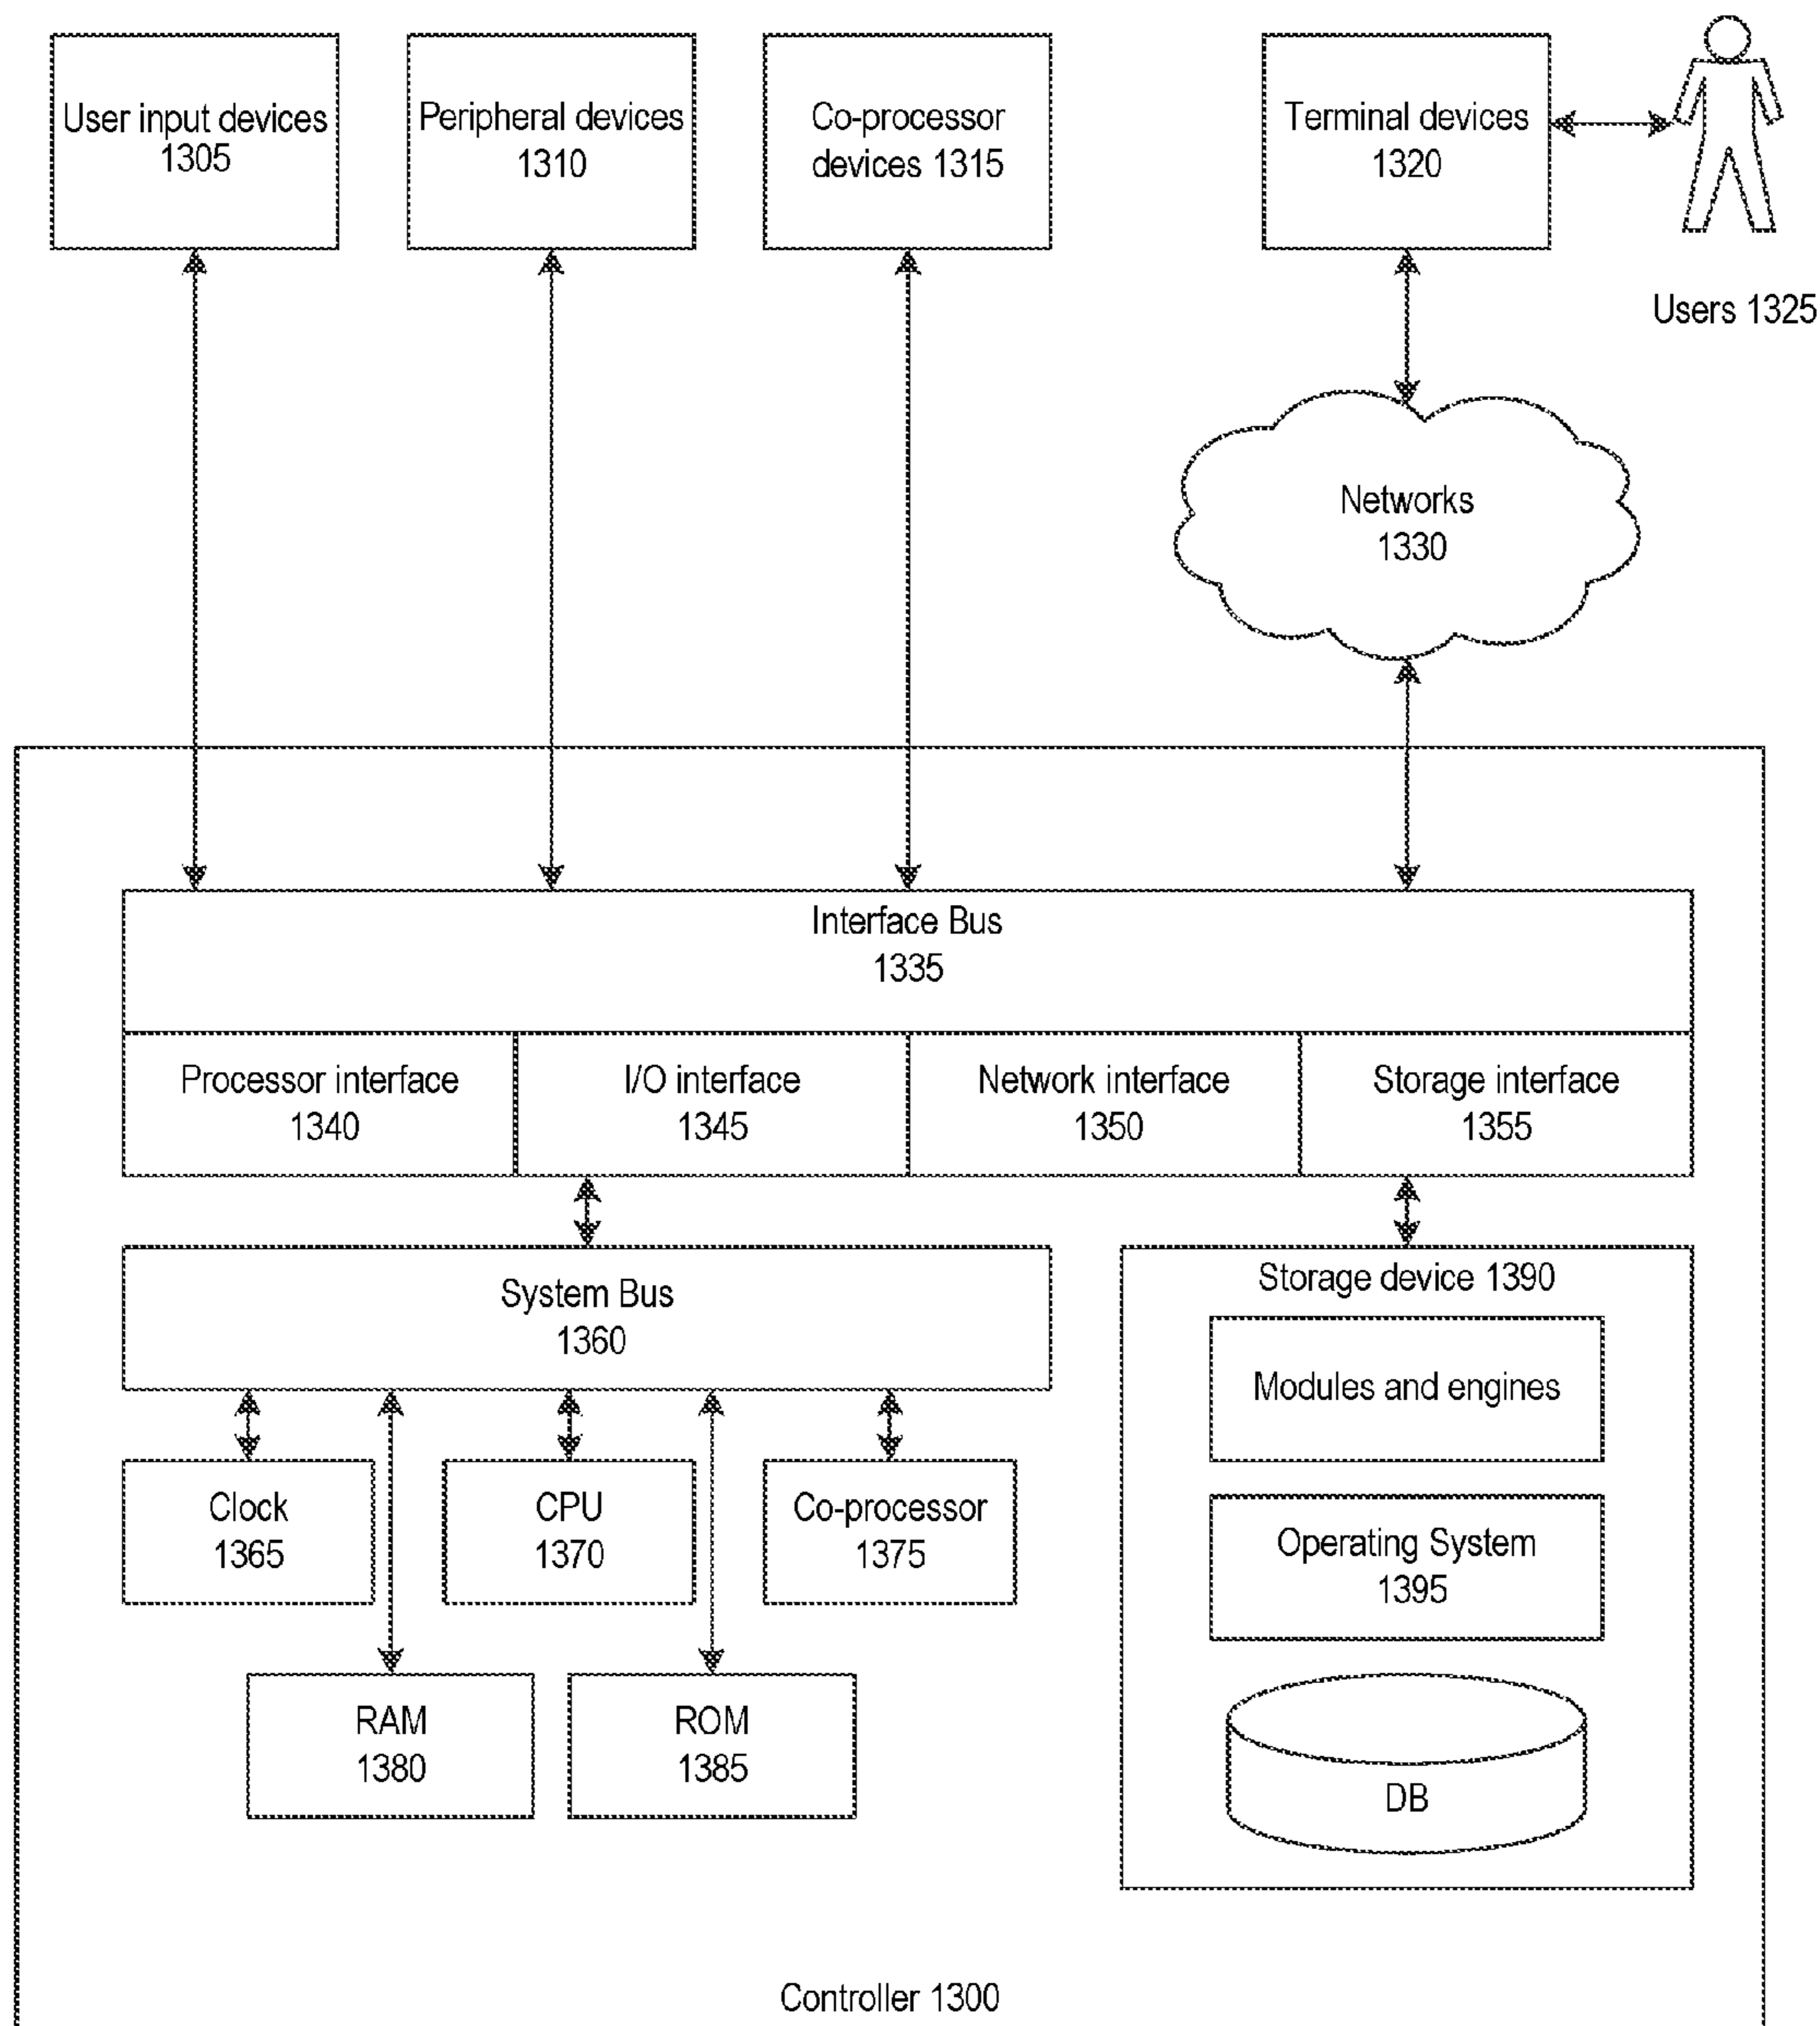 User input devices
1305
Peripheral devices
1310
Co-processor
devices 1315
Terminal devices
1320
Users 1325
Networks
1330
Interface Bus
1335
Processor interface
1340
I/O interface
1345
Network interface
1350
Storage interface
1355
System Bus
1360
Storage device 1390
Modules and engines
Clock
1365
CPU
1370
Co-processor
1375
Operating System
1395
RAM
1380
ROM
1385
DB
Controller 1300